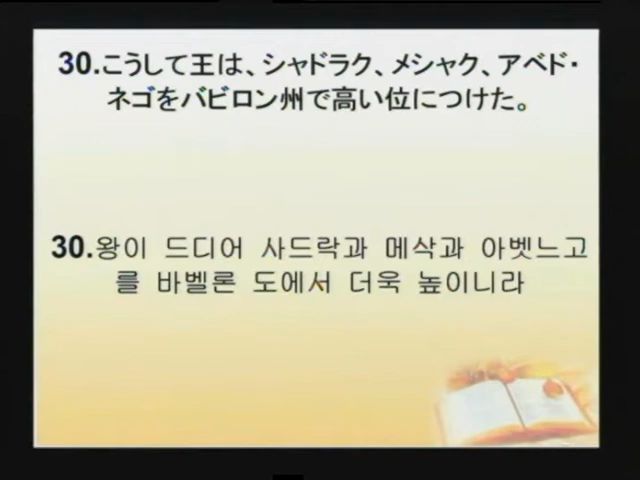 30.こうして王は、シャドラク、メシャク、アベド・
ネゴをバビロン州で高い位につけた。
30.왕이 드디어 사드락과 메삭과 아벳느고
를 바벨론 도에서 더욱 높이니라